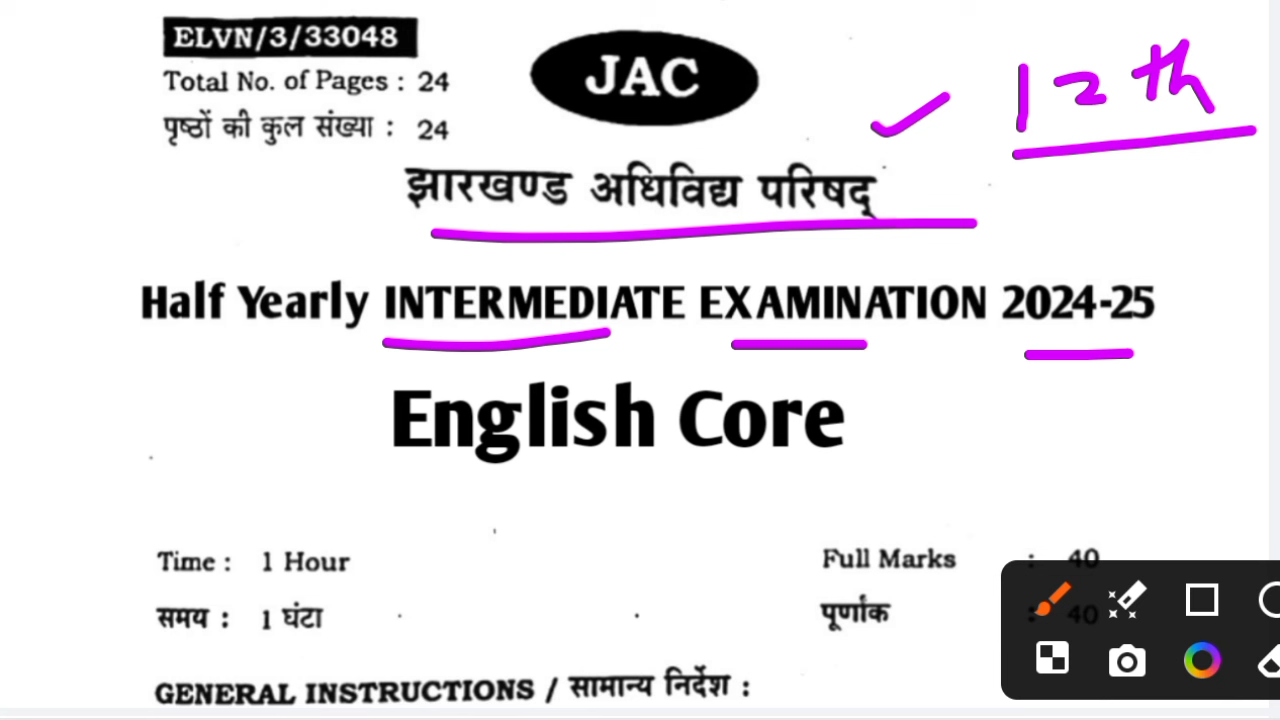 ELVN/3/33048
Total No. of Pages : 24
पृष्ठों की कुल संख्या : 24
JAC
12th
झारखण्ड अधिविद्य परिषद्
Half Yearly INTERMEDIATE EXAMINATION 2024-25
English Core
Time : 1 Hour
Full Marks : 40
समय : 1 घंटा
पूर्णांक : 40
GENERAL INSTRUCTIONS / सामान्य निर्देश :